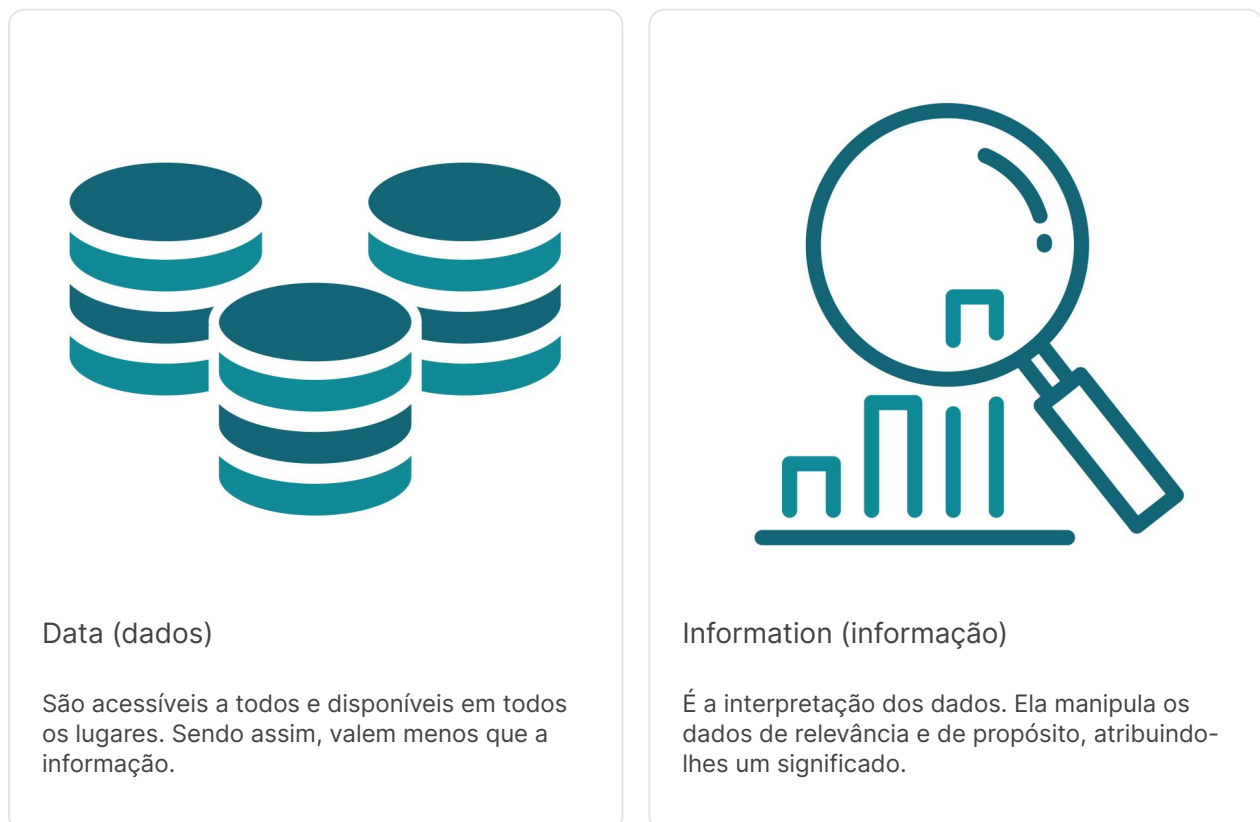 Data (dados)
São acessíveis a todos e disponíveis em todos
os lugares. Sendo assim, valem menos que a
informação.
Information (informação)
É a interpretação dos dados. Ela manipula os
dados de relevância e de propósito, atribuindo-
lhes um significado.